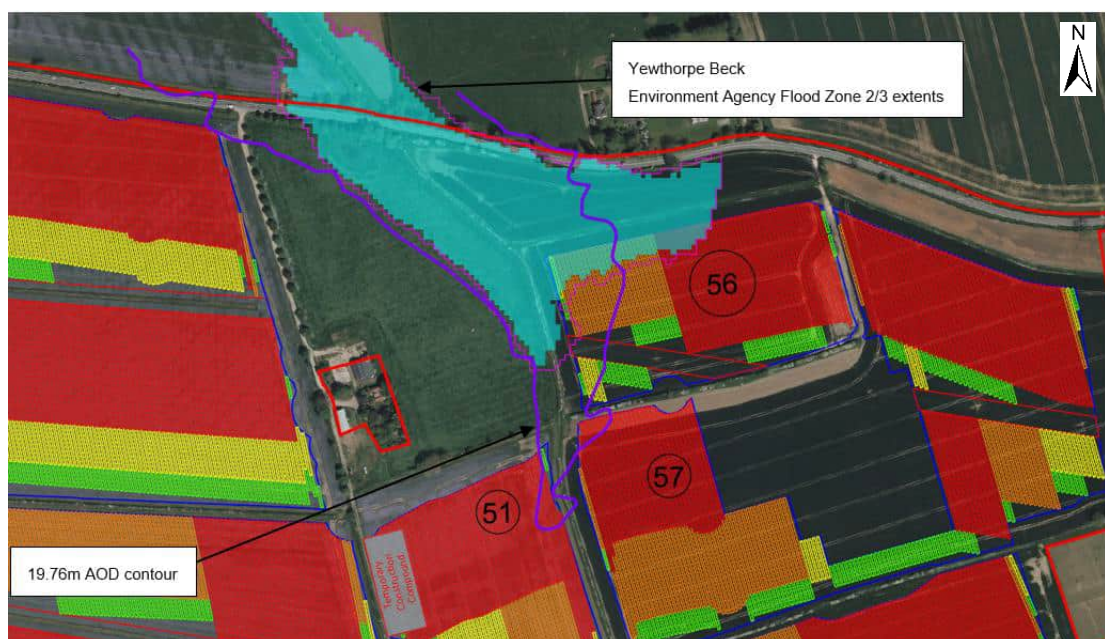 N
Yewthorpe Beck
Environment Agency Flood Zone 2/3 extents
56
57
51
19.76m AOD contour
Temporary
Construction
Compound